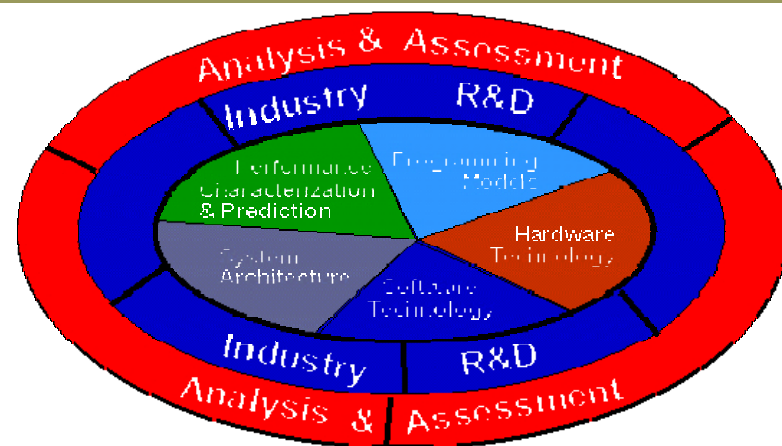 Analysis & Assessment
Industry R&D
Performance
Characterization
& Prediction
Programming
Models
Hardware
Technology
System
Architecture
Software
Technology
Industry R&D
Analysis & Assessment